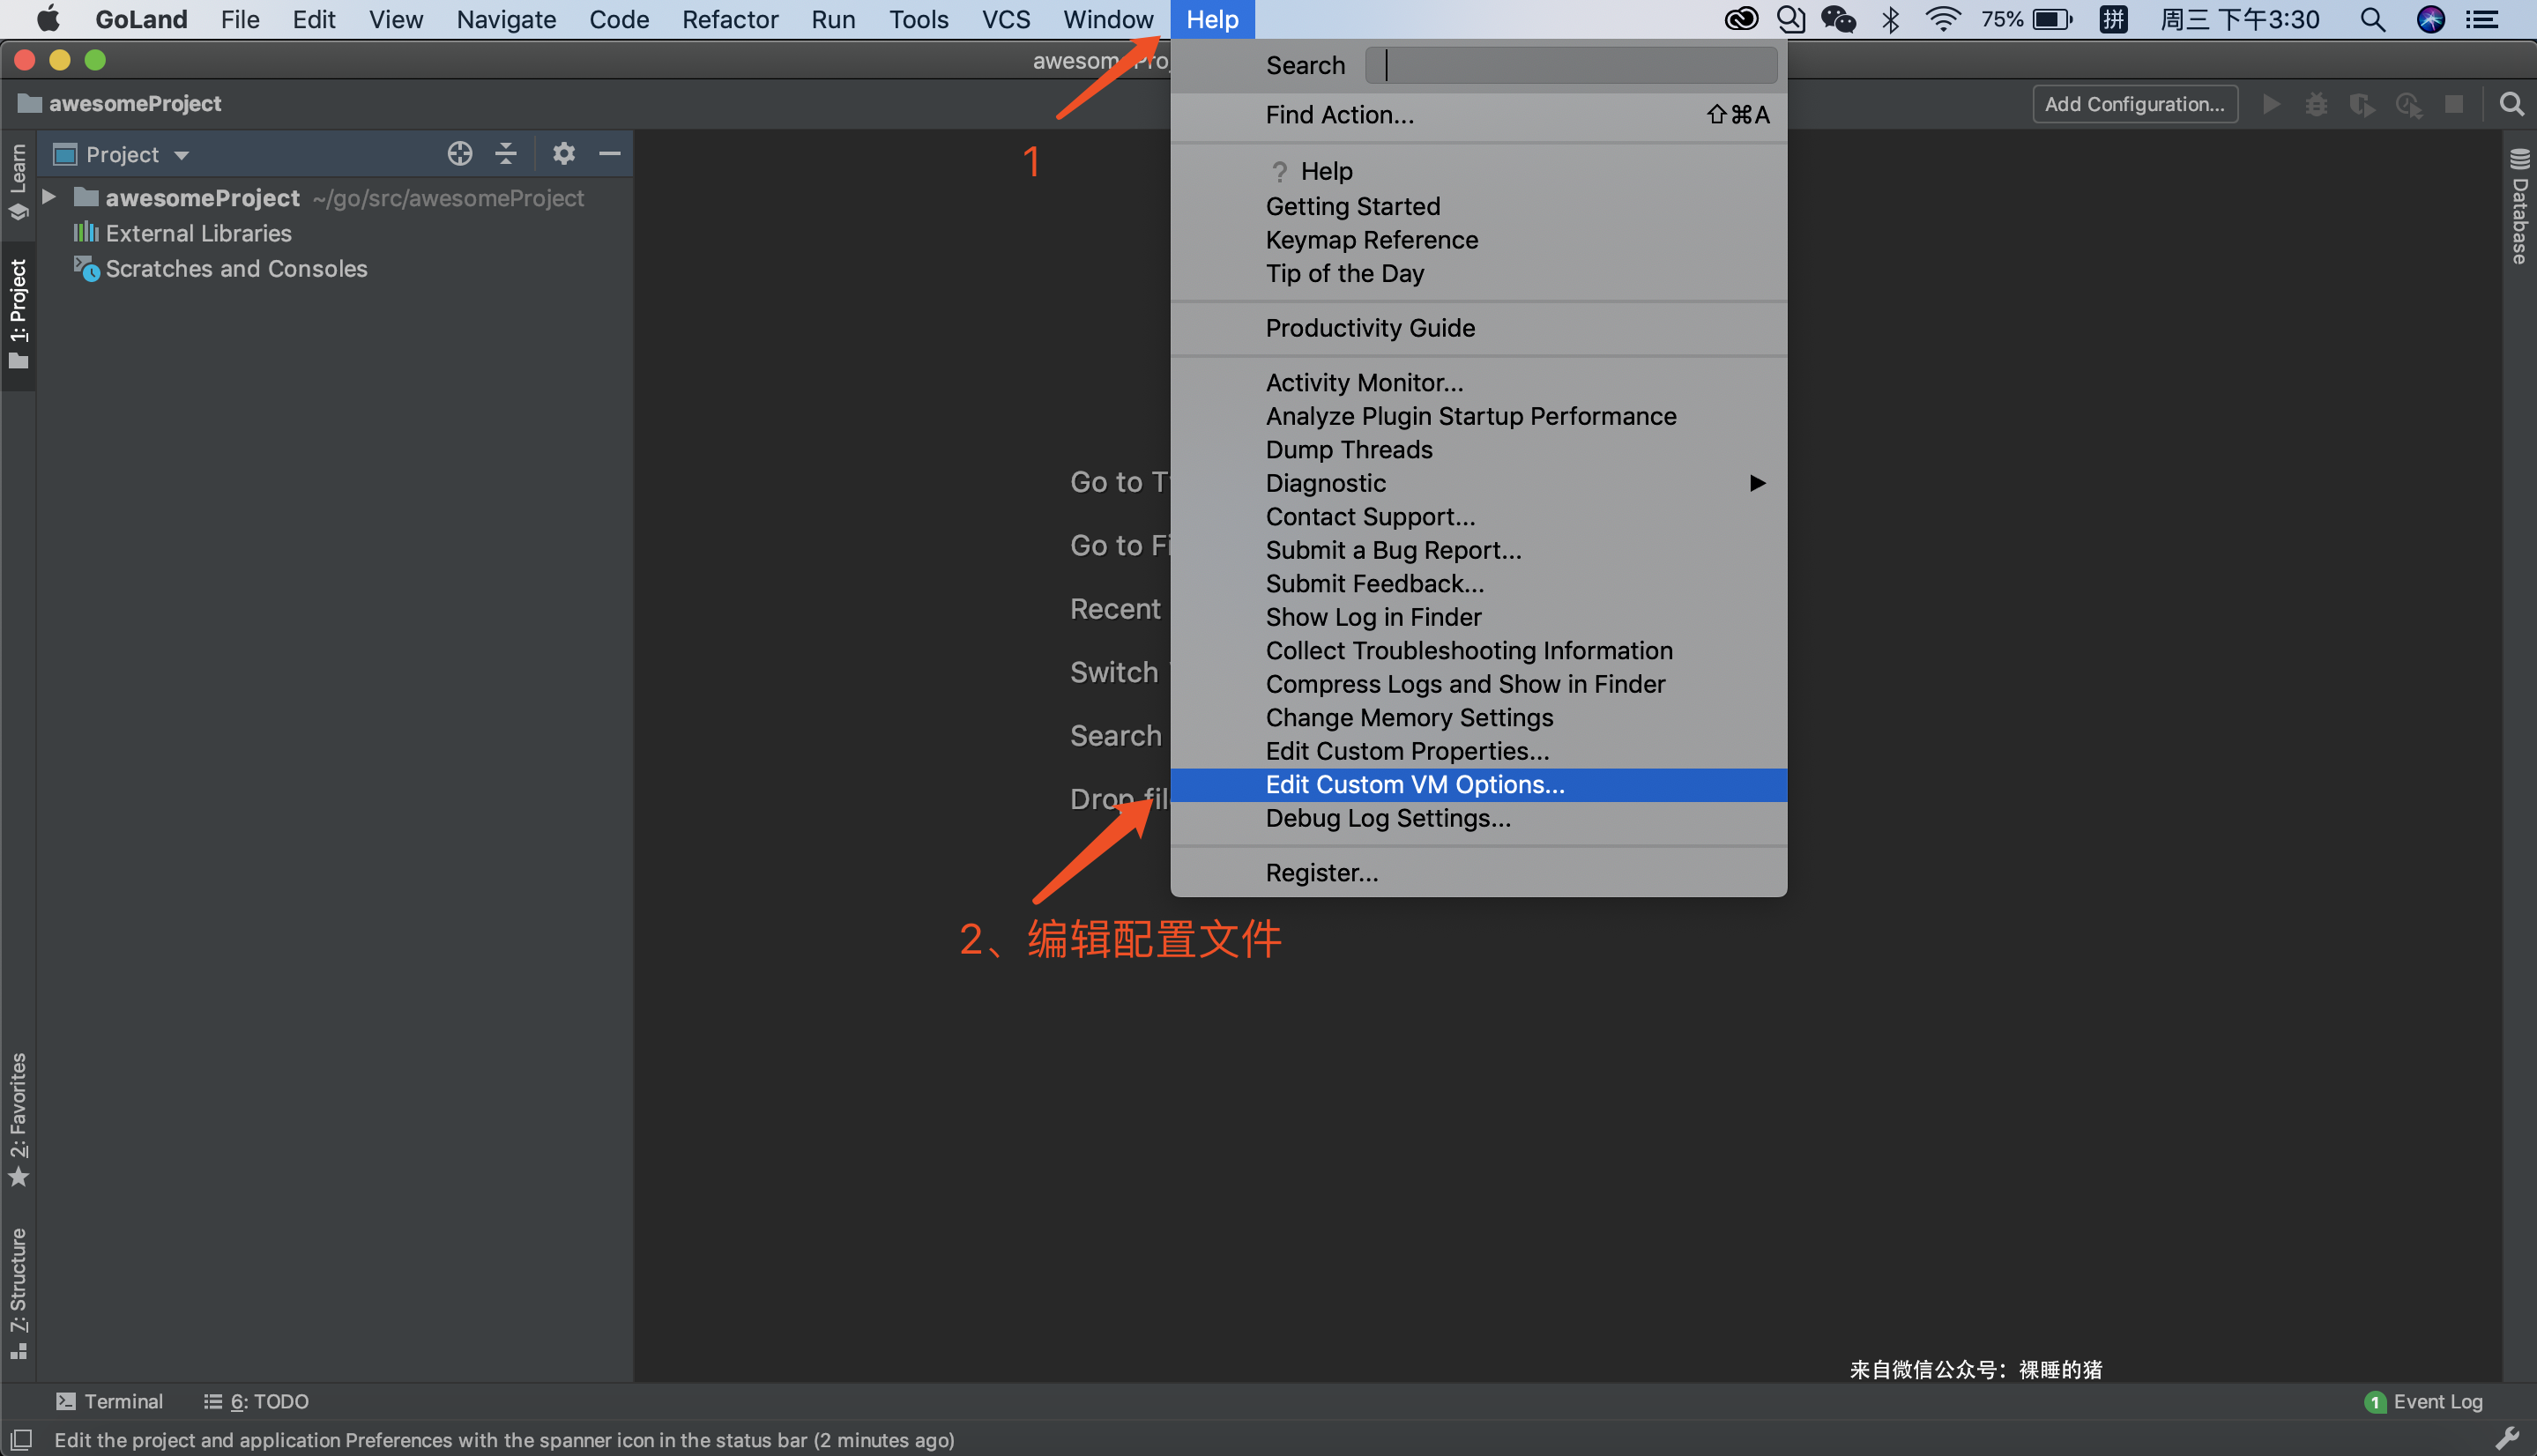 GoLand File Edit View Navigate Code Refactor Run Tools VCS Window Help 75% 拼 周三 下午3:30
awesomePro
awesomeProject
Add Configuration...
Search
Find Action... ⇧⌘A
? Help
Getting Started
Keymap Reference
Tip of the Day
Productivity Guide
Activity Monitor...
Analyze Plugin Startup Performance
Dump Threads
Diagnostic
Contact Support...
Submit a Bug Report...
Submit Feedback...
Show Log in Finder
Collect Troubleshooting Information
Compress Logs and Show in Finder
Change Memory Settings
Edit Custom Properties...
Edit Custom VM Options...
Debug Log Settings...
Register...
1
2、编辑配置文件
Learn
1: Project
2: Favorites
7: Structure
Project
awesomeProject ~/go/src/awesomeProject
External Libraries
Scratches and Consoles
Go to T
Go to Fi
Recent
Switch
Search
Drop fil
Database
来自微信公众号：裸睡的猪
Terminal 6: TODO 1 Event Log
Edit the project and application Preferences with the spanner icon in the status bar (2 minutes ago)